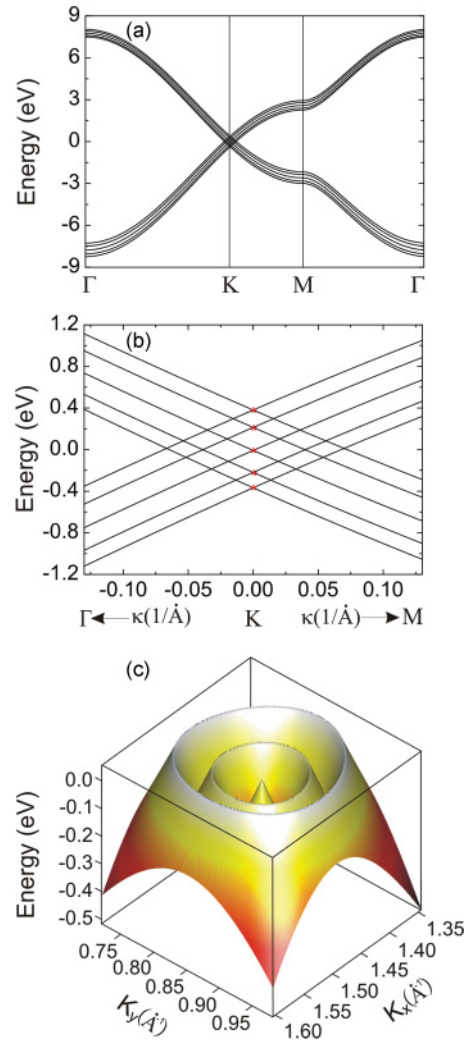 (a)
Energy (eV)
9
6
3
0
-3
-6
-9
Γ K M Γ
(b)
Energy (eV)
1.2
0.8
0.4
0.0
-0.4
-0.8
-1.2
-0.10 -0.05 0.00 0.05 0.10
Γ κ(1/Å) K κ(1/Å) M
(c)
Energy (eV)
0.0
-0.1
-0.2
-0.3
-0.4
-0.5
0.75 0.80 0.85 0.90 0.95
1.60 1.55 1.50 1.45 1.40 1.35